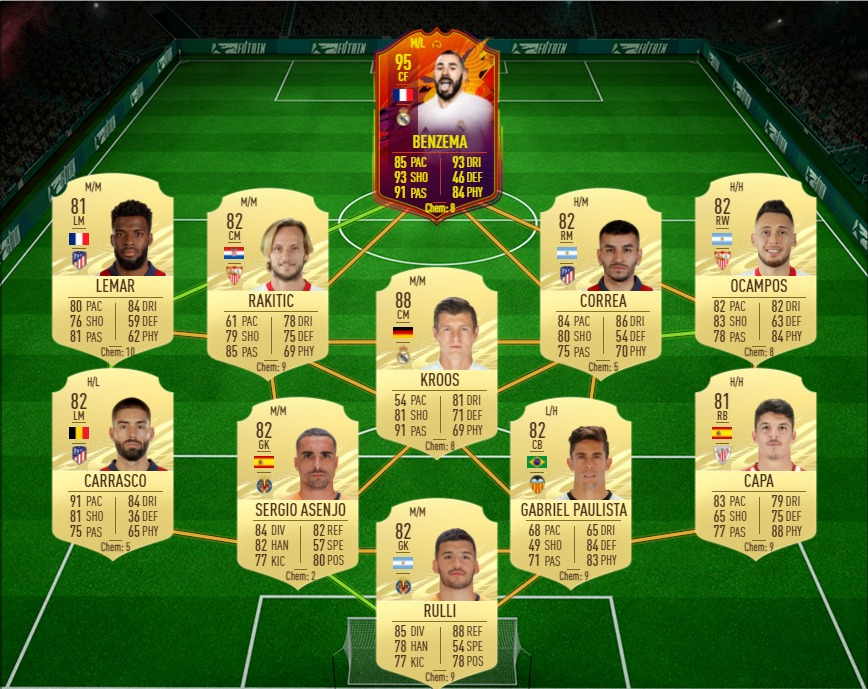 FUTBIN
FUTBIN
FUTBIN
FUTBIN
M/L
95
CF
BENZEMA
85 PAC 93 DRI
93 SHO 46 DEF
91 PAS 84 PHY
Chem: 8
M/M
81
LM
LEMAR
80 PAC 84 DRI
76 SHO 59 DEF
81 PAS 62 PHY
Chem: 10
M/M
82
CM
RAKITIC
61 PAC 78 DRI
79 SHO 75 DEF
85 PAS 69 PHY
Chem: 9
M/M
88
CM
KROOS
54 PAC 81 DRI
81 SHO 71 DEF
91 PAS 69 PHY
Chem: 8
H/M
82
RM
CORREA
84 PAC 86 DRI
80 SHO 54 DEF
75 PAS 70 PHY
Chem: 5
H/H
82
RW
OCAMPOS
82 PAC 82 DRI
83 SHO 63 DEF
78 PAS 84 PHY
Chem: 8
H/L
82
LM
CARRASCO
91 PAC 84 DRI
81 SHO 36 DEF
75 PAS 65 PHY
Chem: 5
M/M
82
GK
SERGIO ASENJO
84 DIV 82 REF
82 HAN 57 SPE
77 KIC 80 POS
Chem: 2
L/H
82
CB
GABRIEL PAULISTA
68 PAC 65 DRI
49 SHO 84 DEF
71 PAS 83 PHY
Chem: 9
H/H
81
RB
CAPA
83 PAC 79 DRI
65 SHO 75 DEF
77 PAS 88 PHY
Chem: 9
M/M
82
GK
RULLI
85 DIV 88 REF
78 HAN 54 SPE
77 KIC 78 POS
Chem: 9